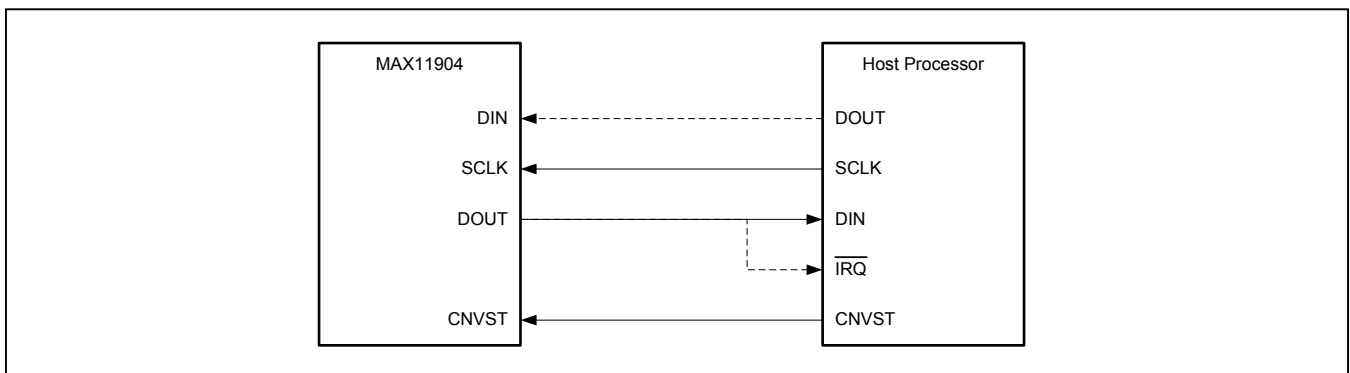 MAX11904
DIN
SCLK
DOUT
CNVST
Host Processor
DOUT
SCLK
DIN
IRQ
CNVST